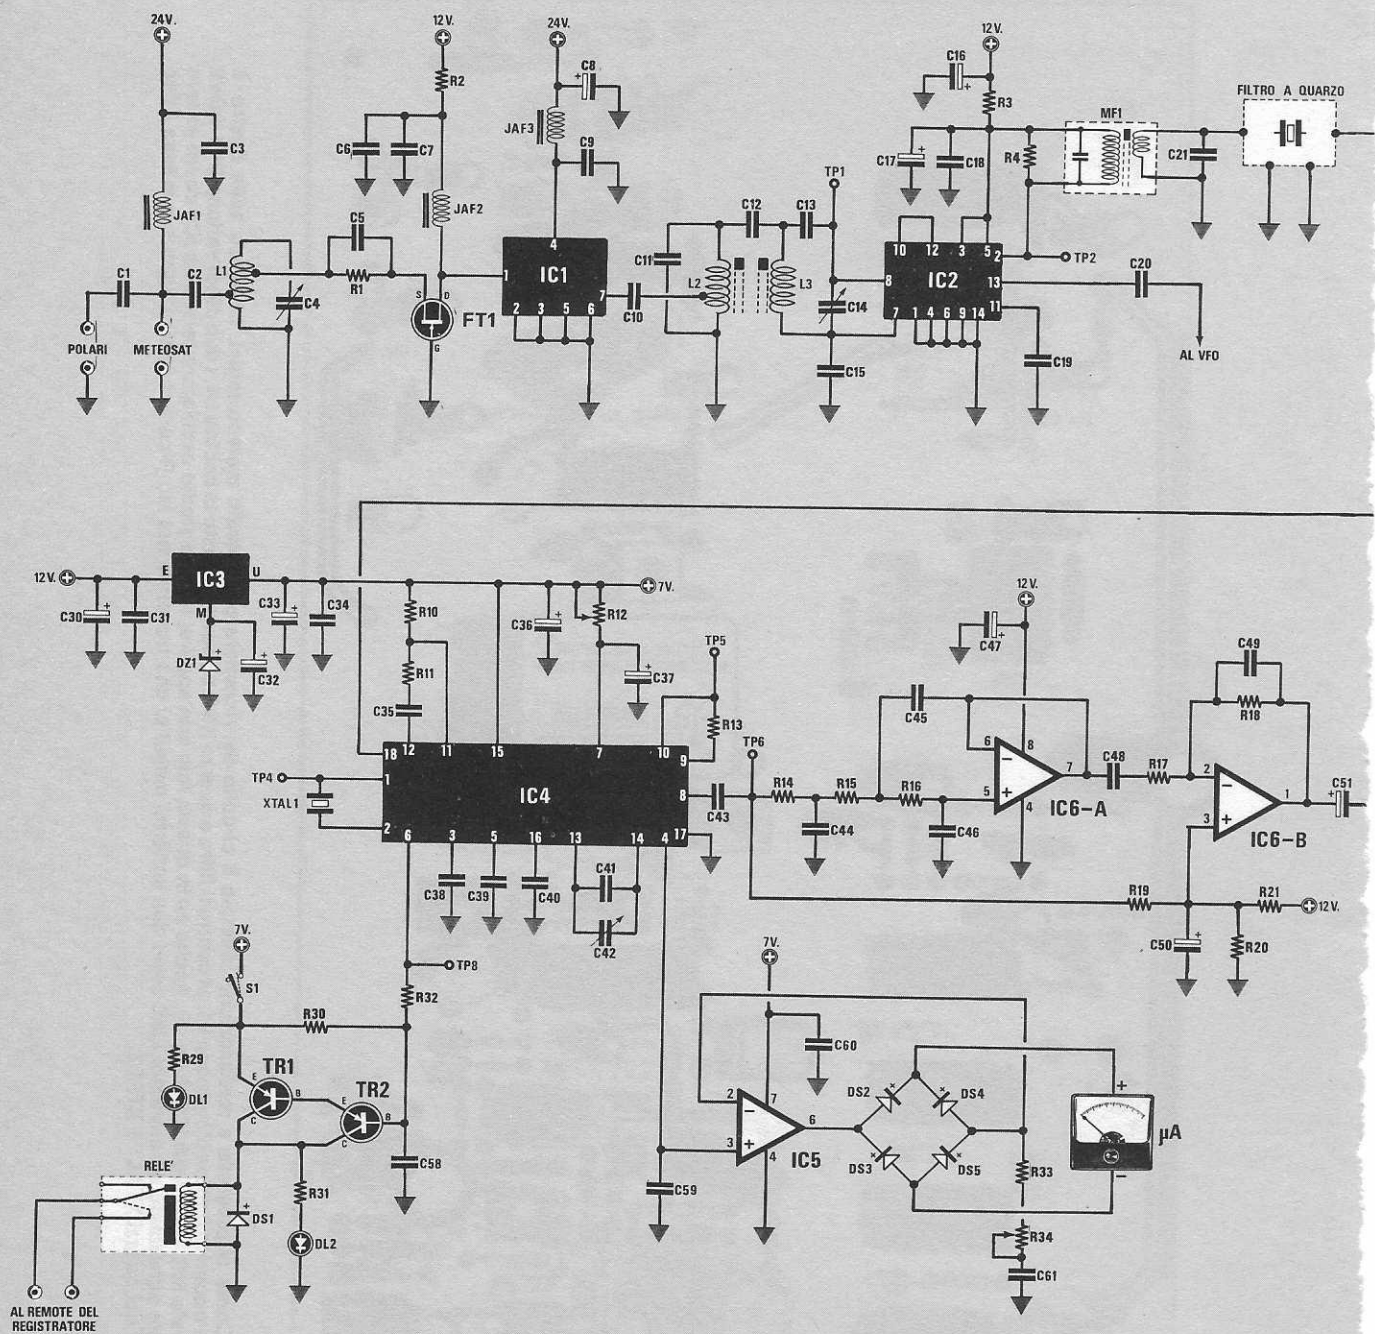 24V.
12V.
24V.
12V.
C16
C8
R2
R3
MF1
FILTRO A QUARZO
JAF3
C3
C6
C7
C9
C17
C18
R4
C21
TP1
JAF1
C5
JAF2
C12
C13
10 12 3 5
4
2
TP2
L1
C11
1
IC1
IC2
C1
C2
R1
S D
L2
L3
8
13
C20
C4
7
C14
11
FT1
2 3 5 6
C10
7 1 4 6 9 14
G
POLARI
METEOSAT
C15
C19
AL VFO
12V.
E
IC3
U
7V.
12V.
C30
C31
M
C33
C34
R10
C36
R12
C47
TP5
C49
DZ1
C32
R11
C37
R18
C35
C45
R13
18 12 11 15 7 10
9
TP6
6
8
TP4
1
7
C48
R17
2
XTAL1
IC4
8
R14
R15
R16
5
1
C51
C43
IC6-A
2
4
3
6 3 5 16 13 14 4
17
C44
C46
IC6-B
C38
C39
C40
C41
R19
R21
12V.
C42
C50
R20
7V.
7V.
TP8
S1
R32
R30
R29
C60
TR1
DL1
E
B
C
TR2
E
B
C
2
7
DS2
DS4
+
6
µA
3
4
IC5
RELE'
C58
DS3
DS5
R33
–
R31
C59
DS1
DL2
R34
C61
AL REMOTE DEL
REGISTRATORE